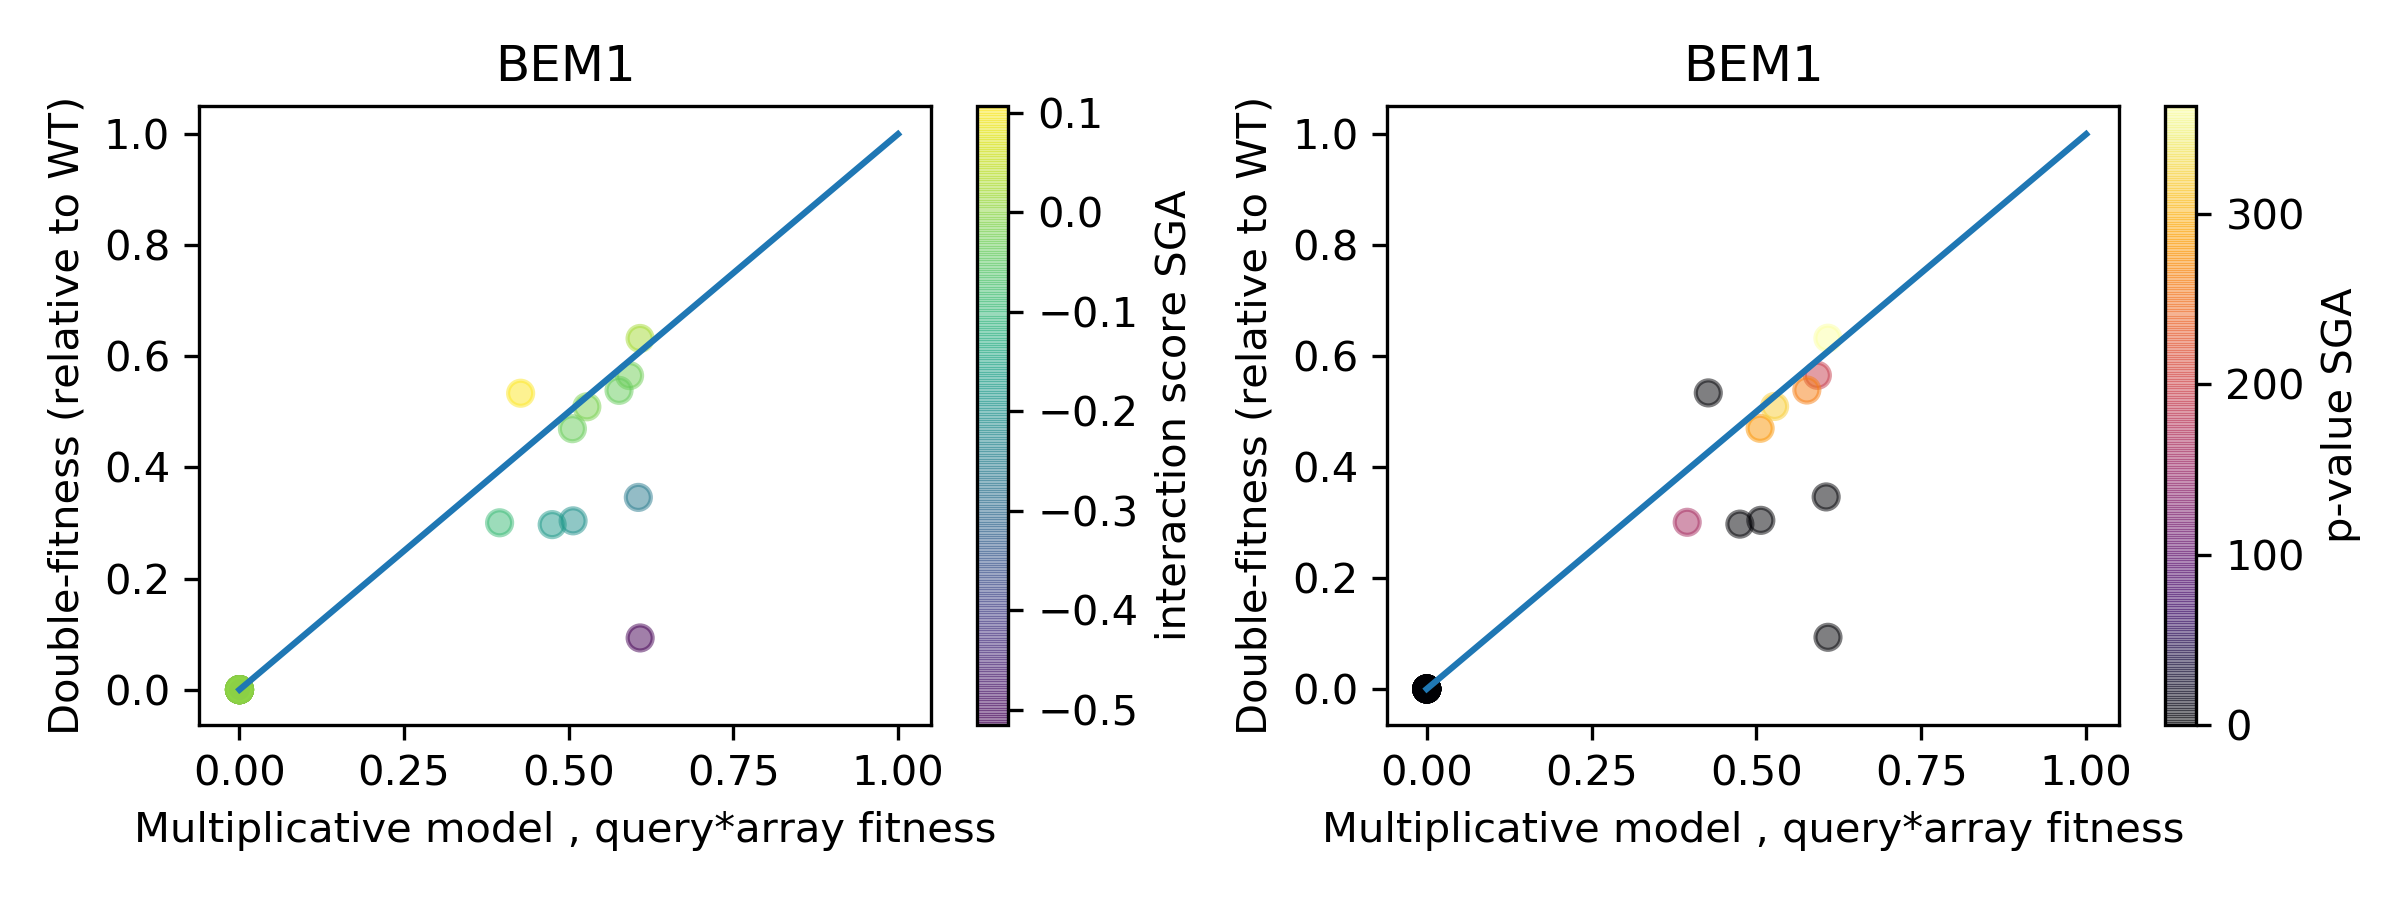 BEM1
Double-fitness (relative to WT)
1.0
0.8
0.6
0.4
0.2
0.0
0.00 0.25 0.50 0.75 1.00
Multiplicative model , query*array fitness
0.1
0.0
−0.1
−0.2
−0.3
−0.4
−0.5
interaction score SGA
BEM1
Double-fitness (relative to WT)
1.0
0.8
0.6
0.4
0.2
0.0
0.00 0.25 0.50 0.75 1.00
Multiplicative model , query*array fitness
300
200
100
0
p-value SGA